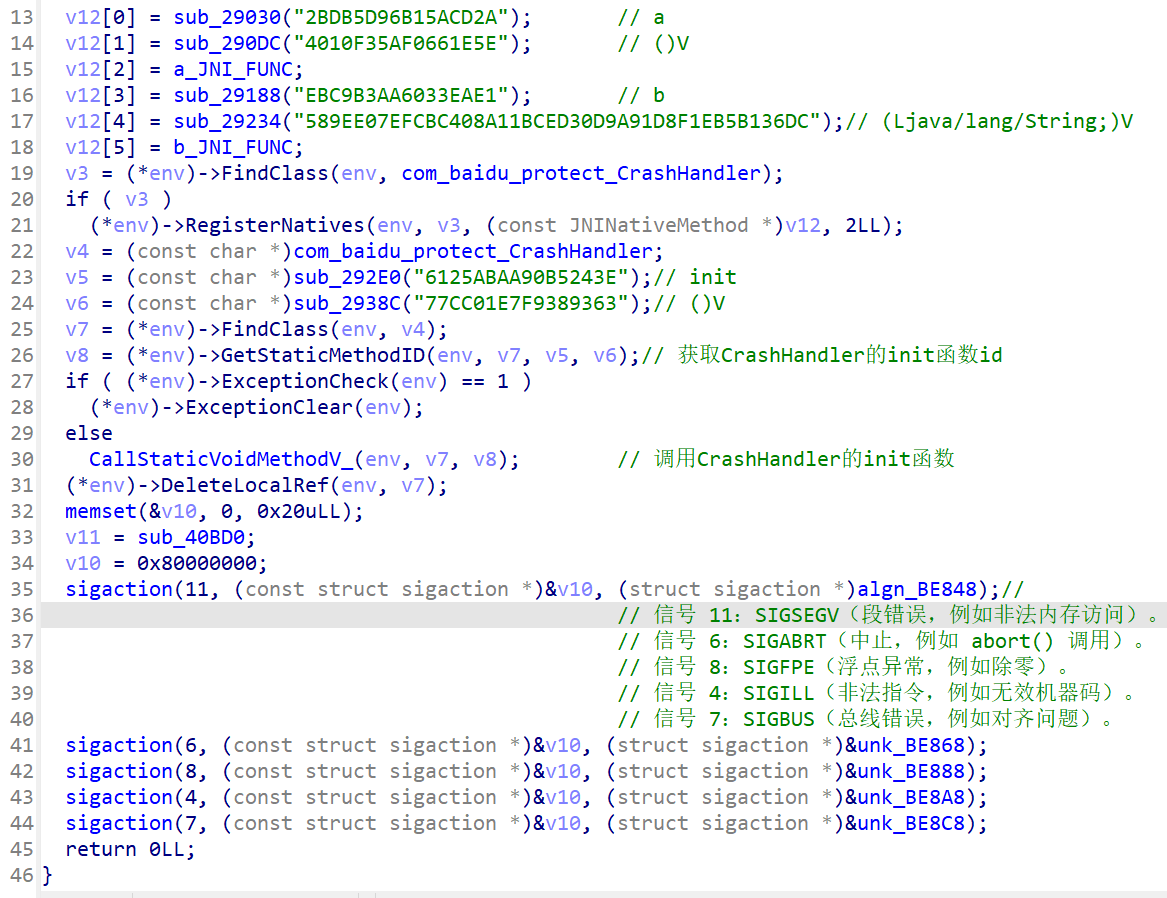 13 v12[0] = sub_29030("2BDB5D96B15ACD2A"); // a
14 v12[1] = sub_290DC("4010F35AF0661E5E"); // ()V
15 v12[2] = a_JNI_FUNC;
16 v12[3] = sub_29188("EBC9B3AA6033EAE1"); // b
17 v12[4] = sub_29234("589EE07EFCBC408A11BCED30D9A91D8F1EB5B136DC");// (Ljava/lang/String;)V
18 v12[5] = b_JNI_FUNC;
19 v3 = (*env)->FindClass(env, com_baidu_protect_CrashHandler);
20 if ( v3 )
21 (*env)->RegisterNatives(env, v3, (const JNINativeMethod *)v12, 2LL);
22 v4 = (const char *)com_baidu_protect_CrashHandler;
23 v5 = (const char *)sub_292E0("6125ABAA90B5243E");// init
24 v6 = (const char *)sub_2938C("77CC01E7F9389363");// ()V
25 v7 = (*env)->FindClass(env, v4);
26 v8 = (*env)->GetStaticMethodID(env, v7, v5, v6);// 获取CrashHandler的init函数id
27 if ( (*env)->ExceptionCheck(env) == 1 )
28 (*env)->ExceptionClear(env);
29 else
30 CallStaticVoidMethodV_(env, v7, v8); // 调用CrashHandler的init函数
31 (*env)->DeleteLocalRef(env, v7);
32 memset(&v10, 0, 0x20uLL);
33 v11 = sub_40BD0;
34 v10 = 0x80000000;
35 sigaction(11, (const struct sigaction *)&v10, (struct sigaction *)algn_BE848);//
36 // 信号 11：SIGSEGV（段错误，例如非法内存访问）。
37 // 信号 6：SIGABRT（中止，例如 abort() 调用）。
38 // 信号 8：SIGFPE（浮点异常，例如除零）。
39 // 信号 4：SIGILL（非法指令，例如无效机器码）。
40 // 信号 7：SIGBUS（总线错误，例如对齐问题）。
41 sigaction(6, (const struct sigaction *)&v10, (struct sigaction *)&unk_BE868);
42 sigaction(8, (const struct sigaction *)&v10, (struct sigaction *)&unk_BE888);
43 sigaction(4, (const struct sigaction *)&v10, (struct sigaction *)&unk_BE8A8);
44 sigaction(7, (const struct sigaction *)&v10, (struct sigaction *)&unk_BE8C8);
45 return 0LL;
46 }